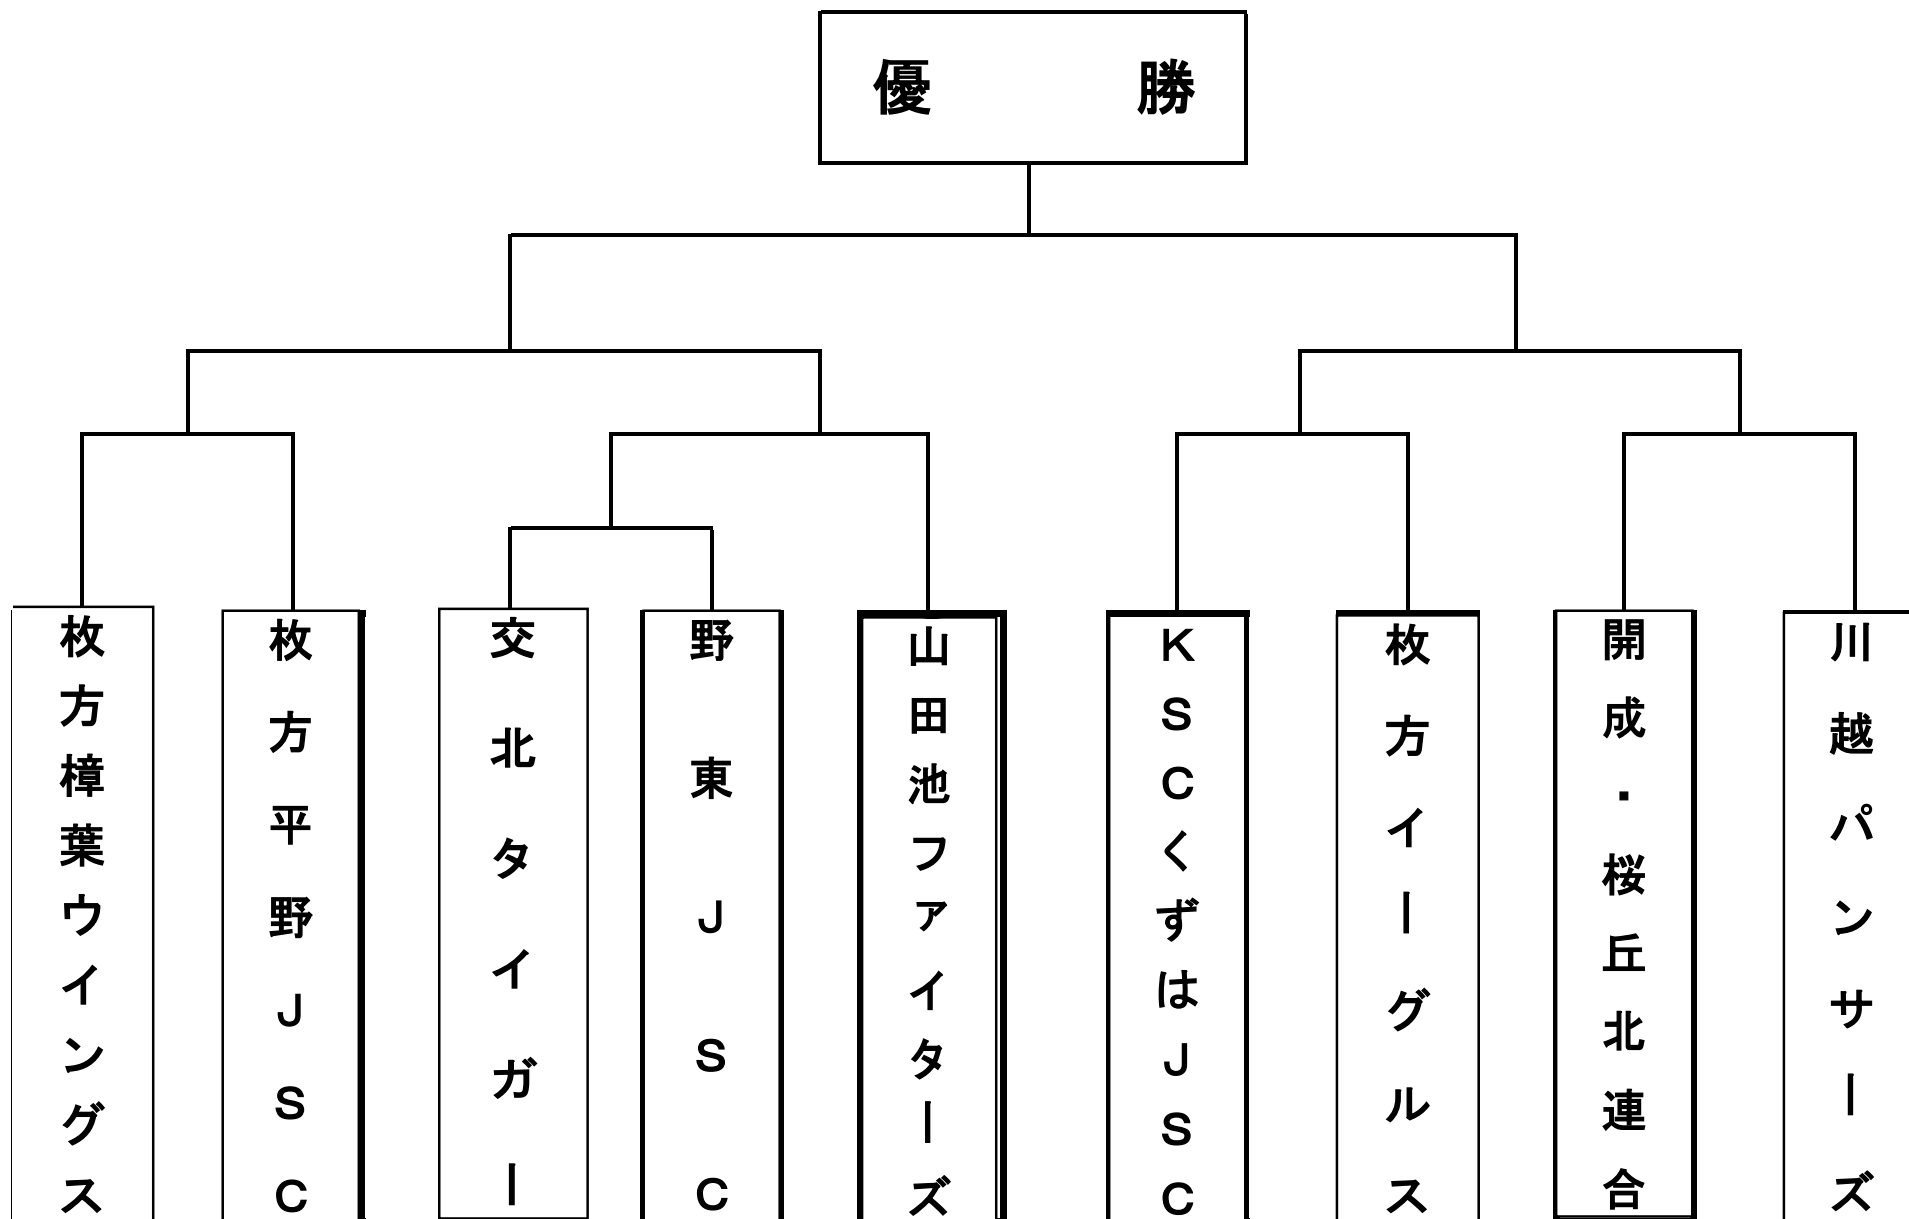 優　勝
枚方樟葉ウイングス
枚方平野ＪＳＣ
交北タイガー
野東ＪＳＣ
山田池ファイターズ
ＫＳＣくずはＪＳＣ
枚方イーグルス
開成・桜丘北連合
川越パンサーズ